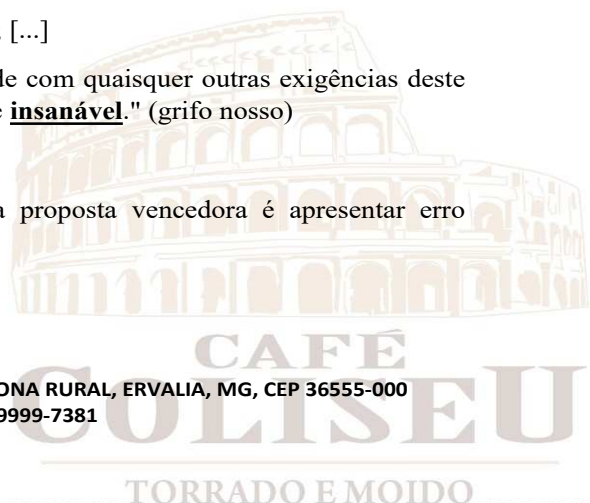 [...]
de com quaisquer outras exigências deste
e insanável." (grifo nosso)
a proposta vencedora é apresentar erro
CAFÉ
ONA RURAL, ERVALIA, MG, CEP 36555-000
9999-7381
COLISEU
TORRADO E MOIDO